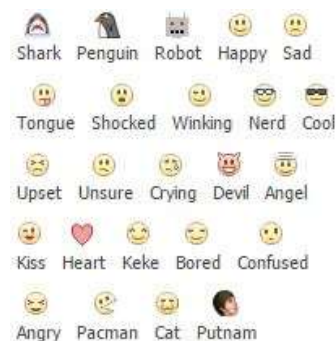 Shark Penguin Robot Happy Sad
Tongue Shocked Winking Nerd Cool
Upset Unsure Crying Devil Angel
Kiss Heart Keke Bored Confused
Angry Pacman Cat Putnam